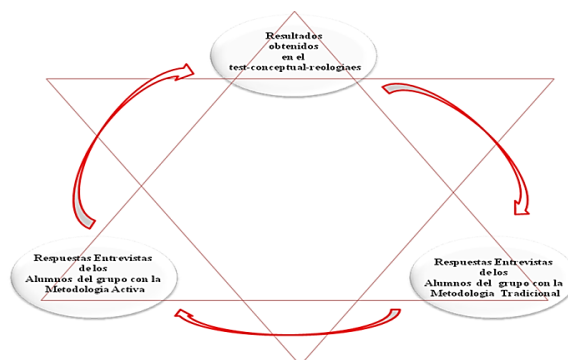 Resultados
obtenidos
en el
test-conceptual-reologiaes
Respuestas Entrevistas
de los
Alumnos del grupo con la
Metodología Activa
Respuestas Entrevistas
de los
Alumnos del grupo con la
Metodología Tradicional